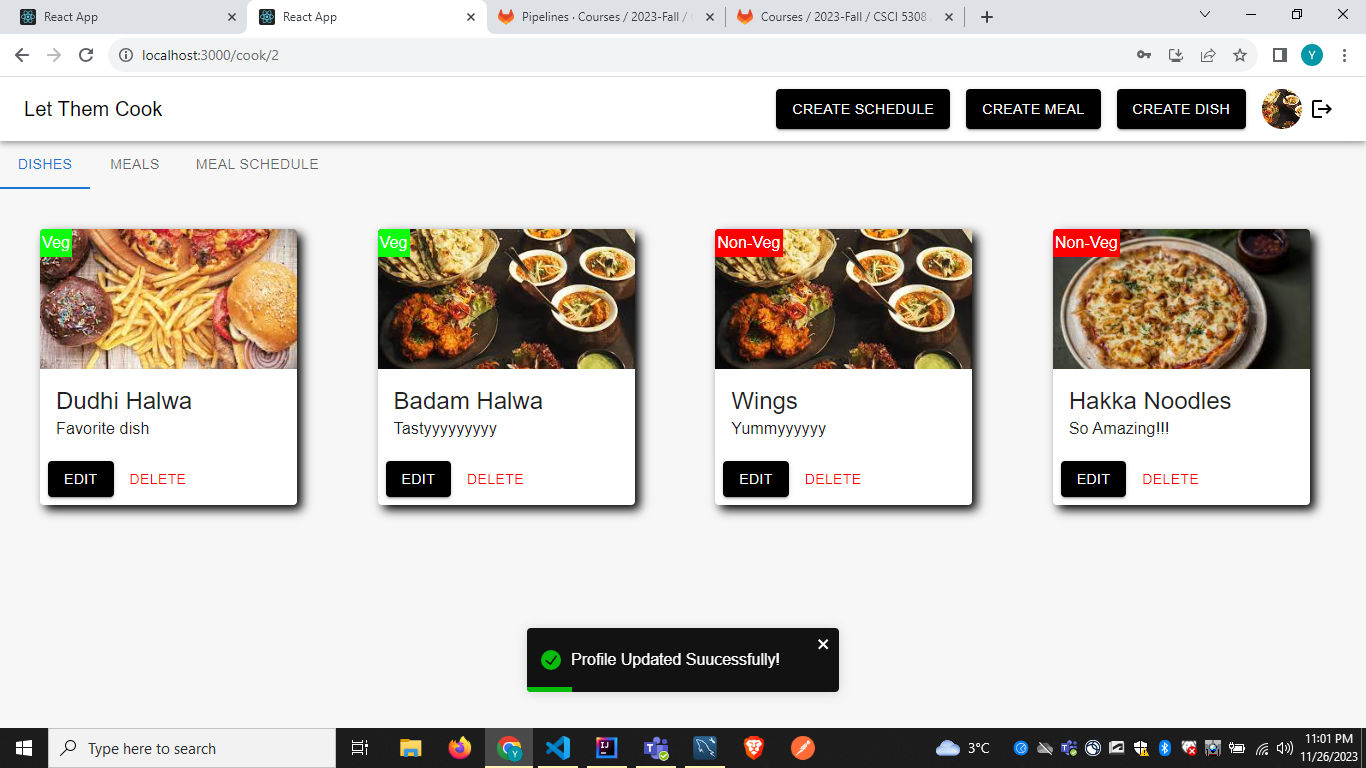 React App
React App
Pipelines · Courses / 2023-Fall /
Courses / 2023-Fall / CSCI 5308
localhost:3000/cook/2
Y
Let Them Cook
CREATE SCHEDULE
CREATE MEAL
CREATE DISH
DISHES
MEALS
MEAL SCHEDULE
Veg
Veg
Non-Veg
Non-Veg
Dudhi Halwa
Favorite dish
EDIT
DELETE
Badam Halwa
Tastyyyyyyyyy
EDIT
DELETE
Wings
Yummyyyyyy
EDIT
DELETE
Hakka Noodles
So Amazing!!!
EDIT
DELETE
Profile Updated Suucessfully!
Type here to search
Y
IJ
3°C
11:01 PM
11/26/2023